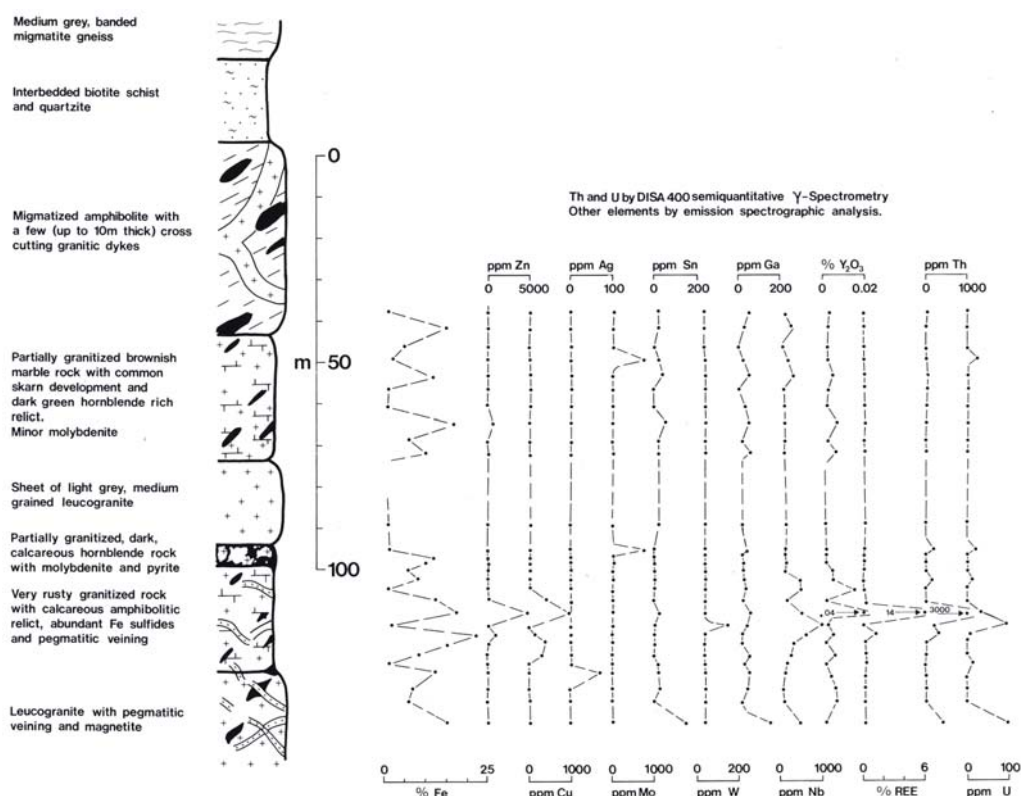 Medium grey, banded
migmatite gneiss
Interbedded biotite schist
and quartzite
Migmatized amphibolite with
a few (up to 10m thick) cross
cutting granitic dykes
Partially granitized brownish
marble rock with common
skarn development and
dark green hornblende rich
relict.
Minor molybdenite
Sheet of light grey, medium
grained leucogranite
Partially granitized, dark,
calcareous hornblende rock
with molybdenite and pyrite
Very rusty granitized rock
with calcareous amphibolitic
relict, abundant Fe sulfides
and pegmatitic veining
Leucogranite with pegmatitic
veining and magnetite
0
m 50
100
Th and U by DISA 400 semiquantitative γ-Spectrometry
Other elements by emission spectrographic analysis.
ppm Zn ppm Ag ppm Sn ppm Ga % Y₂O₃ ppm Th
0 5000 0 100 0 200 0 200 0 0.02 0 1000
04 14 3000
0 25 0 1000 0 1000 0 200 0 1000 0 6 0 100
% Fe ppm Cu ppm Mo ppm W ppm Nb % REE ppm U